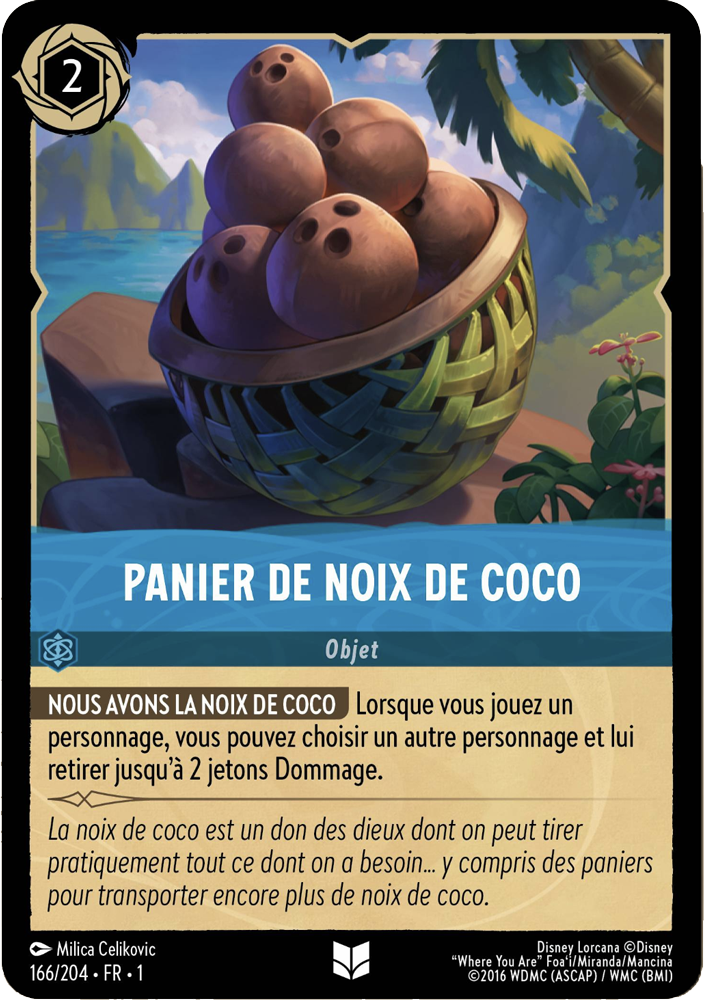 2
PANIER DE NOIX DE COCO
Objet
NOUS AVONS LA NOIX DE COCO Lorsque vous jouez un
personnage, vous pouvez choisir un autre personnage et lui
retirer jusqu'à 2 jetons Dommage.
La noix de coco est un don des dieux dont on peut tirer
pratiquement tout ce dont on a besoin... y compris des paniers
pour transporter encore plus de noix de coco.
Milica Celikovic
166/204 • FR • 1
Disney Lorcana ©Disney
“Where You Are” Foaʻi/Miranda/Mancina
©2016 WDMC (ASCAP) / WMC (BMI)